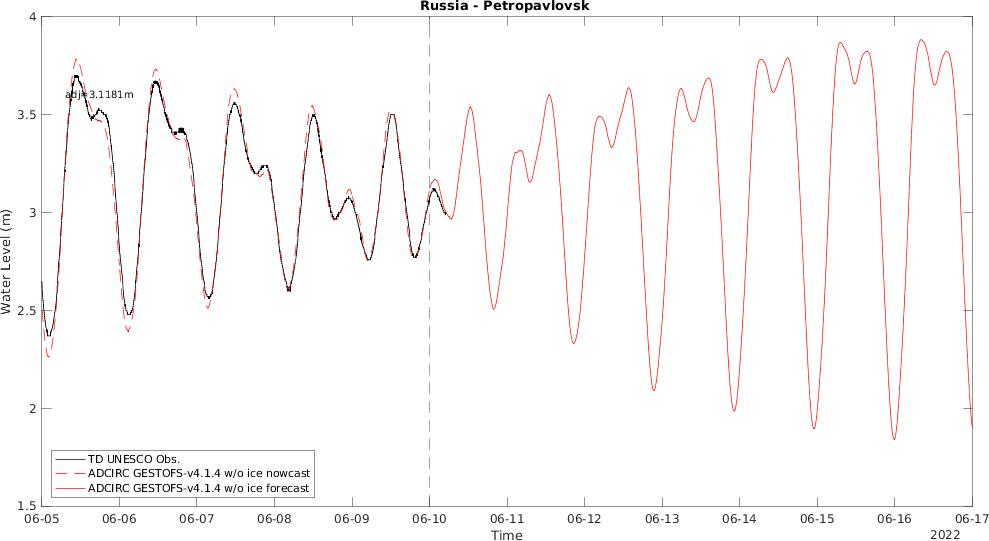 Russia - Petropavlovsk
4
3.5
3
2.5
2
1.5
Water Level (m)
adj=3.1181m
TD UNESCO Obs.
ADCIRC GESTOFS-v4.1.4 w/o ice nowcast
ADCIRC GESTOFS-v4.1.4 w/o ice forecast
06-05 06-06 06-07 06-08 06-09 06-10 06-11 06-12 06-13 06-14 06-15 06-16 06-17
Time
2022